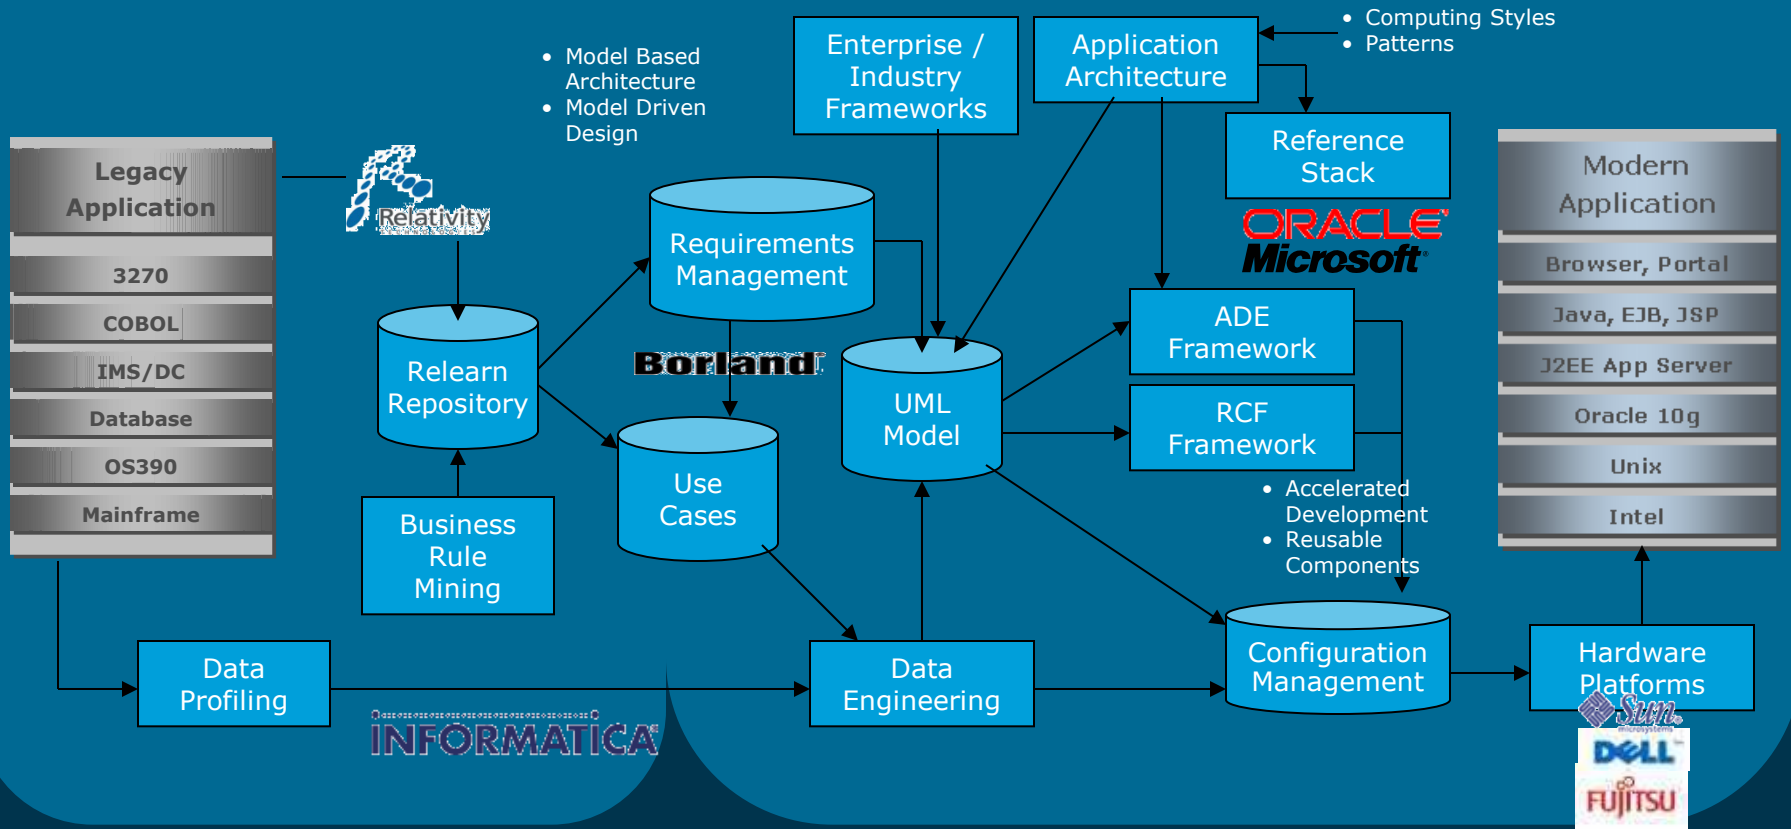 Computing Styles
Patterns
Model Based
Architecture
Model Driven
Design
Enterprise /
Industry
Frameworks
Application
Architecture
Reference
Stack
ORACLE
Microsoft
Legacy
Application
3270
COBOL
IMS/DC
Database
OS390
Mainframe
Relativity
Requirements
Management
Relearn
Repository
Borland
Use
Cases
Business
Rule
Mining
Data
Profiling
INFORMATICA
UML
Model
ADE
Framework
RCF
Framework
Accelerated
Development
Reusable
Components
Data
Engineering
Configuration
Management
Modern
Application
Browser, Portal
Java, EJB, JSP
J2EE App Server
Oracle 10g
Unix
Intel
Hardware
Platforms
Sun
microsystems
DELL
FUJITSU